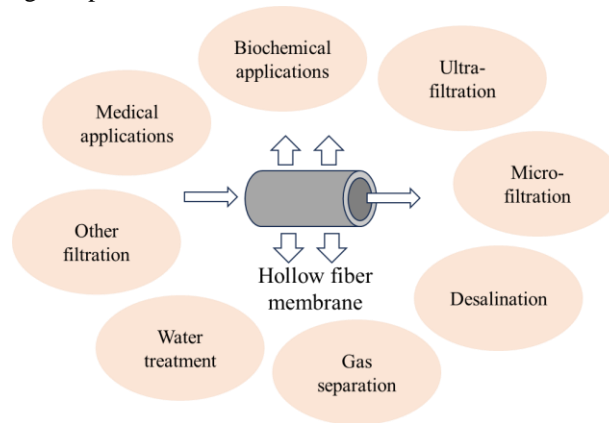 Biochemical
applications
Ultra-
filtration
Medical
applications
Micro-
filtration
Other
filtration
Hollow fiber
membrane
Desalination
Water
treatment
Gas
separation